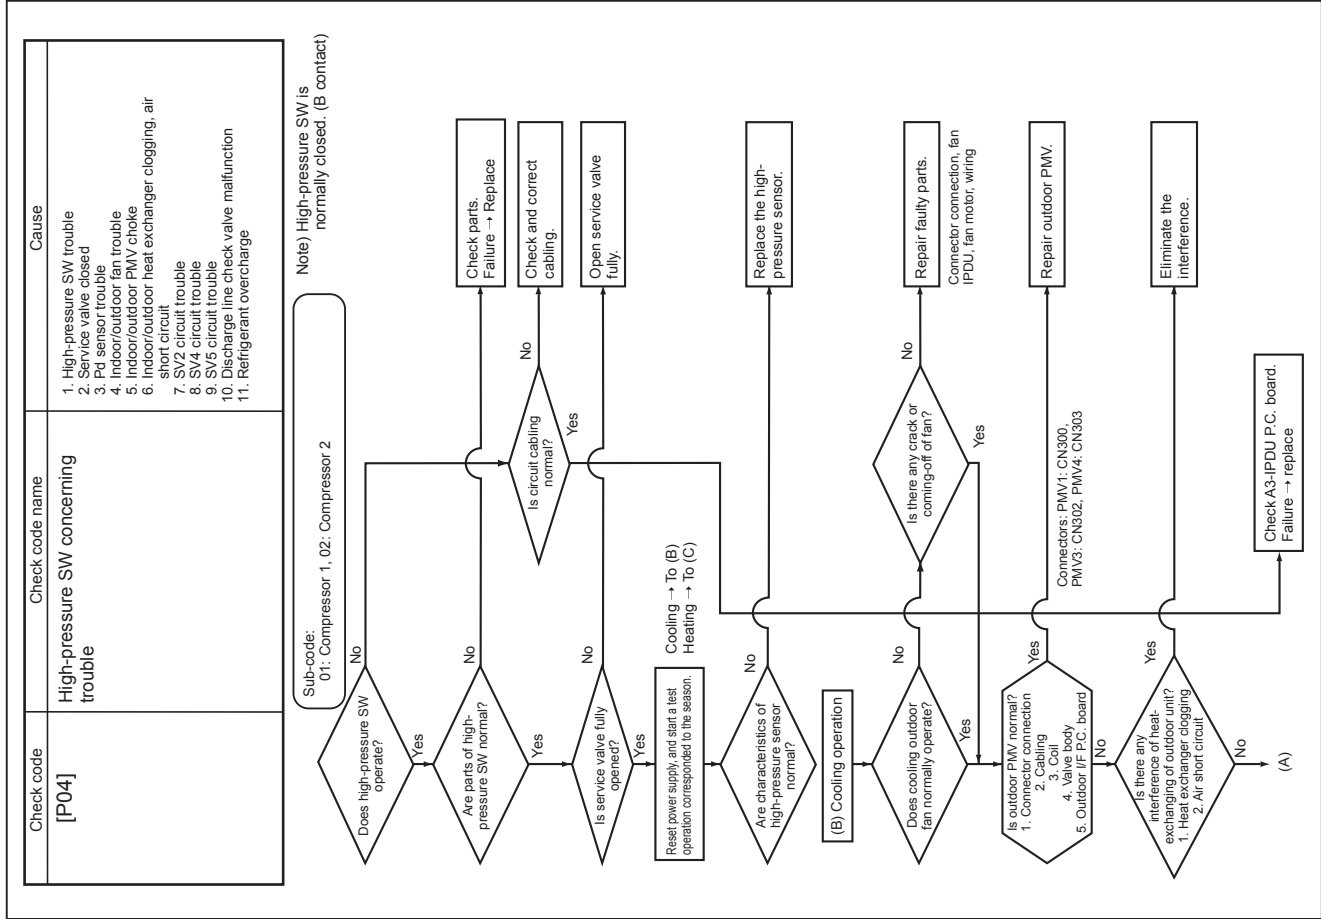 Check code
Check code name
Cause
[P04]
High-pressure SW concerning
trouble
1. High-pressure SW trouble
2. Service valve closed
3. Pd sensor trouble
4. Indoor/outdoor fan trouble
5. Indoor/outdoor PMV choke
6. Indoor/outdoor heat exchanger clogging, air
short circuit
7. SV2 circuit trouble
8. SV4 circuit trouble
9. SV5 circuit trouble
10. Discharge line check valve malfunction
11. Refrigerant overcharge
Sub-code:
01: Compressor 1, 02: Compressor 2
Note) High-pressure SW is
normally closed. (B contact)
Does high-pressure SW
operate?
No
Yes
Are parts of high-
pressure SW normal?
No
Yes
Check parts.
Failure → Replace
Is circuit cabling
normal?
No
Yes
Check and correct
cabling.
Is service valve fully
opened?
No
Yes
Open service valve
fully.
Reset power supply, and start a test
operation corresponded to the season.
Cooling → To (B)
Heating → To (C)
Are characteristics of
high-pressure sensor
normal?
No
Replace the high-
pressure sensor.
(B) Cooling operation
Does cooling outdoor
fan normally operate?
No
Yes
Is there any crack or
coming-off of fan?
No
Yes
Repair faulty parts.
Connector connection, fan
IPDU, fan motor, wiring
Is outdoor PMV normal?
1. Connector connection
2. Cabling
3. Coil
4. Valve body
5. Outdoor I/F P.C. board
Yes
No
Connectors: PMV1: CN300,
PMV3: CN302, PMV4: CN303
Repair outdoor PMV.
Is there any
interference of heat-
exchanging of outdoor unit?
1. Heat exchanger clogging
2. Air short circuit
Yes
No
Eliminate the
interference.
Check A3-IPDU P.C. board.
Failure → replace
(A)